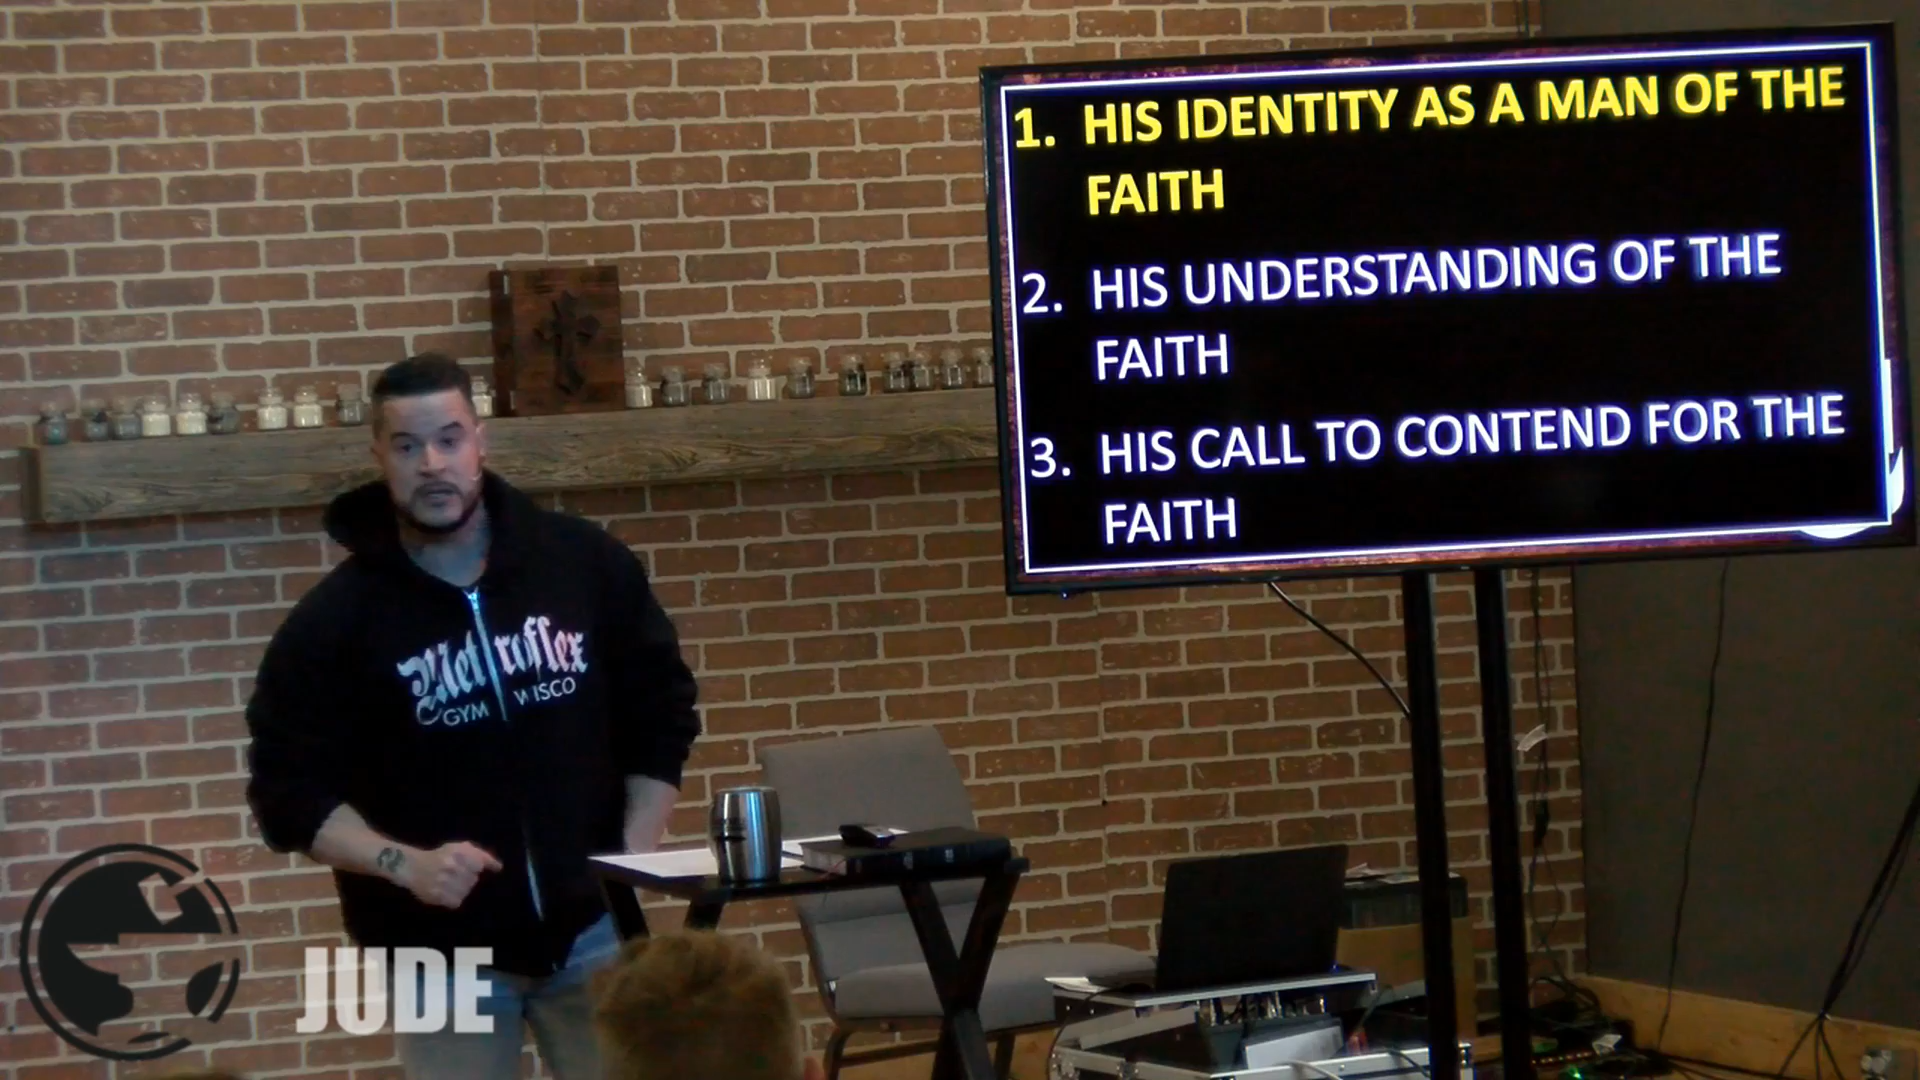 1. HIS IDENTITY AS A MAN OF THE
FAITH
2. HIS UNDERSTANDING OF THE
FAITH
3. HIS CALL TO CONTEND FOR THE
FAITH
Metroflex
GYM WISCO
JUDE